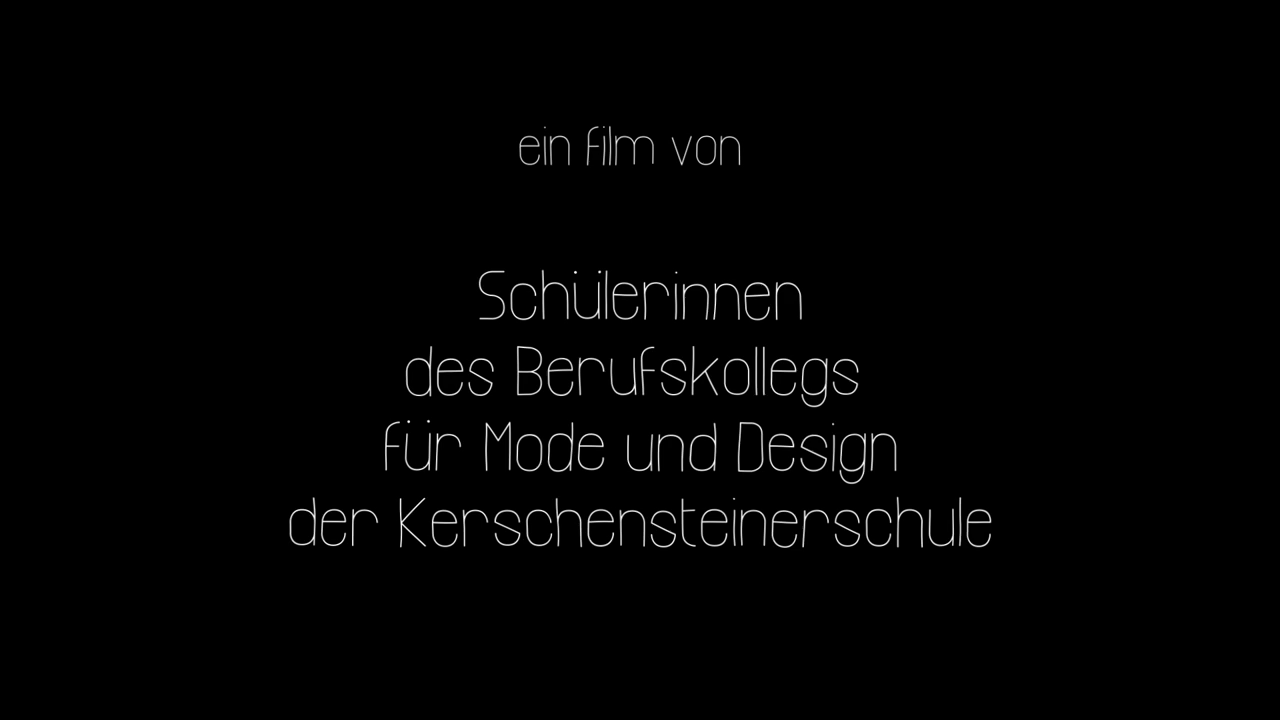 ein film von
Schülerinnen
des Berufskollegs
für Mode und Design
der Kerschensteinerschule